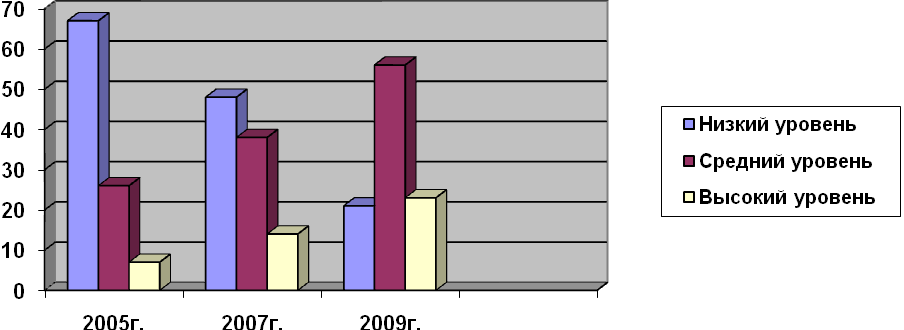 70
60
50
40
30
20
10
0
2005г.
2007г.
2009г.
Низкий уровень
Средний уровень
Высокий уровень